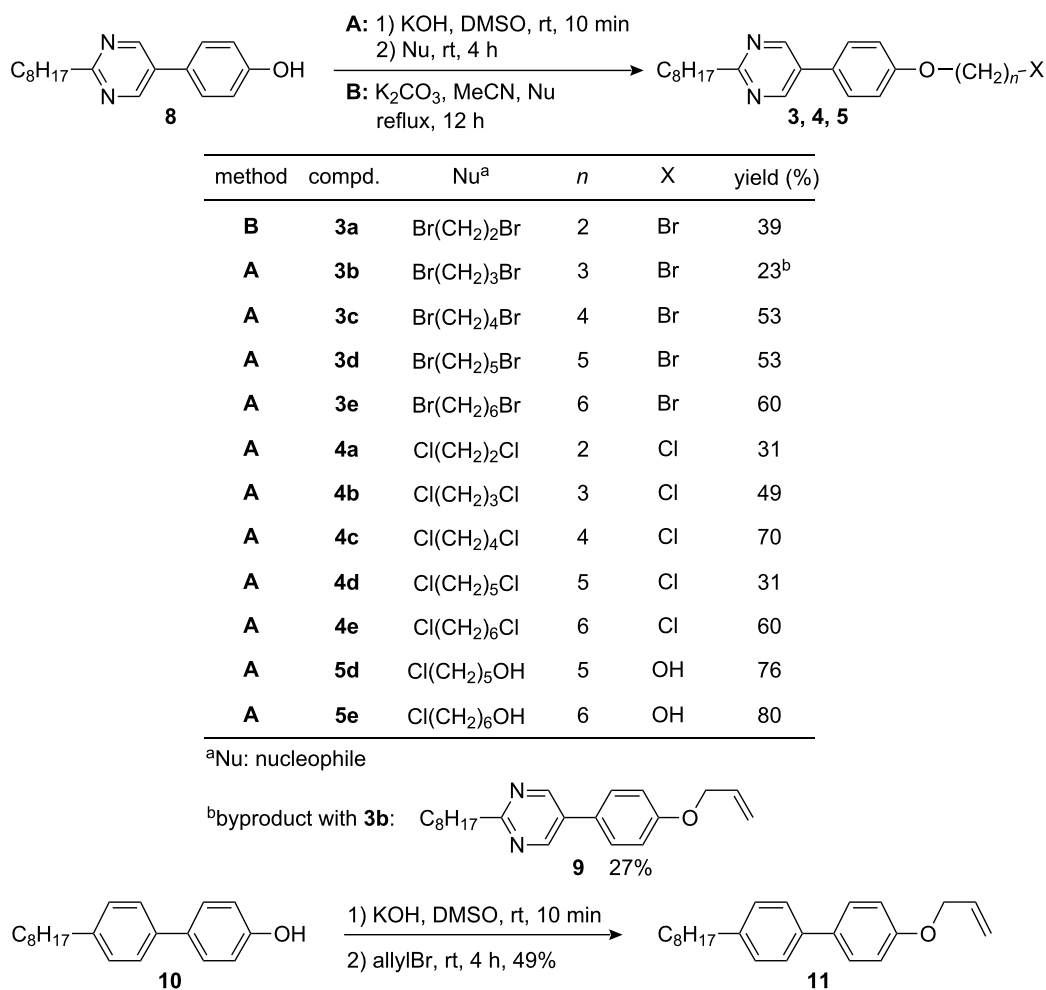 A: 1) KOH, DMSO, rt, 10 min
2) Nu, rt, 4 h
B: K₂CO₃, MeCN, Nu
reflux, 12 h
C₈H₁₇ N N OH
8
C₈H₁₇ N N O (CH₂)ₙ-X
3, 4, 5
method compd. Nuᵃ n X yield (%)
B 3a Br(CH₂)₂Br 2 Br 39
A 3b Br(CH₂)₃Br 3 Br 23ᵇ
A 3c Br(CH₂)₄Br 4 Br 53
A 3d Br(CH₂)₅Br 5 Br 53
A 3e Br(CH₂)₆Br 6 Br 60
A 4a Cl(CH₂)₂Cl 2 Cl 31
A 4b Cl(CH₂)₃Cl 3 Cl 49
A 4c Cl(CH₂)₄Cl 4 Cl 70
A 4d Cl(CH₂)₅Cl 5 Cl 31
A 4e Cl(CH₂)₆Cl 6 Cl 60
A 5d Cl(CH₂)₅OH 5 OH 76
A 5e Cl(CH₂)₆OH 6 OH 80
ᵃNu: nucleophile
ᵇbyproduct with 3b: C₈H₁₇ N N O
9 27%
C₈H₁₇ OH
10
1) KOH, DMSO, rt, 10 min
2) allylBr, rt, 4 h, 49%
C₈H₁₇ O
11